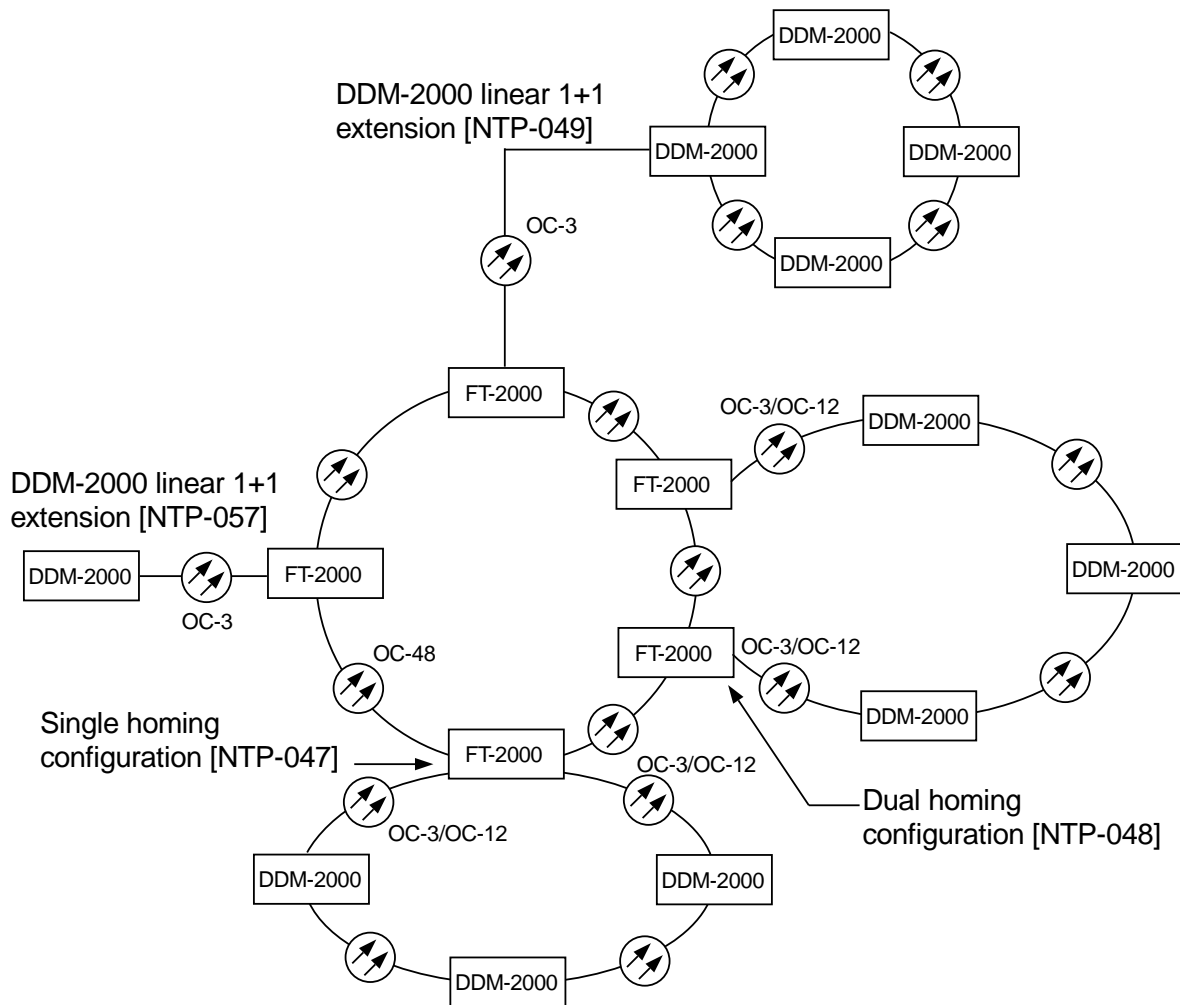 DDM-2000
DDM-2000 linear 1+1
extension [NTP-049]
DDM-2000
DDM-2000
OC-3
DDM-2000
FT-2000
OC-3/OC-12
DDM-2000
DDM-2000 linear 1+1
extension [NTP-057]
FT-2000
DDM-2000
FT-2000
DDM-2000
OC-3
OC-48
FT-2000
OC-3/OC-12
DDM-2000
Single homing
configuration [NTP-047]
FT-2000
OC-3/OC-12
OC-3/OC-12
Dual homing
configuration [NTP-048]
DDM-2000
DDM-2000
DDM-2000